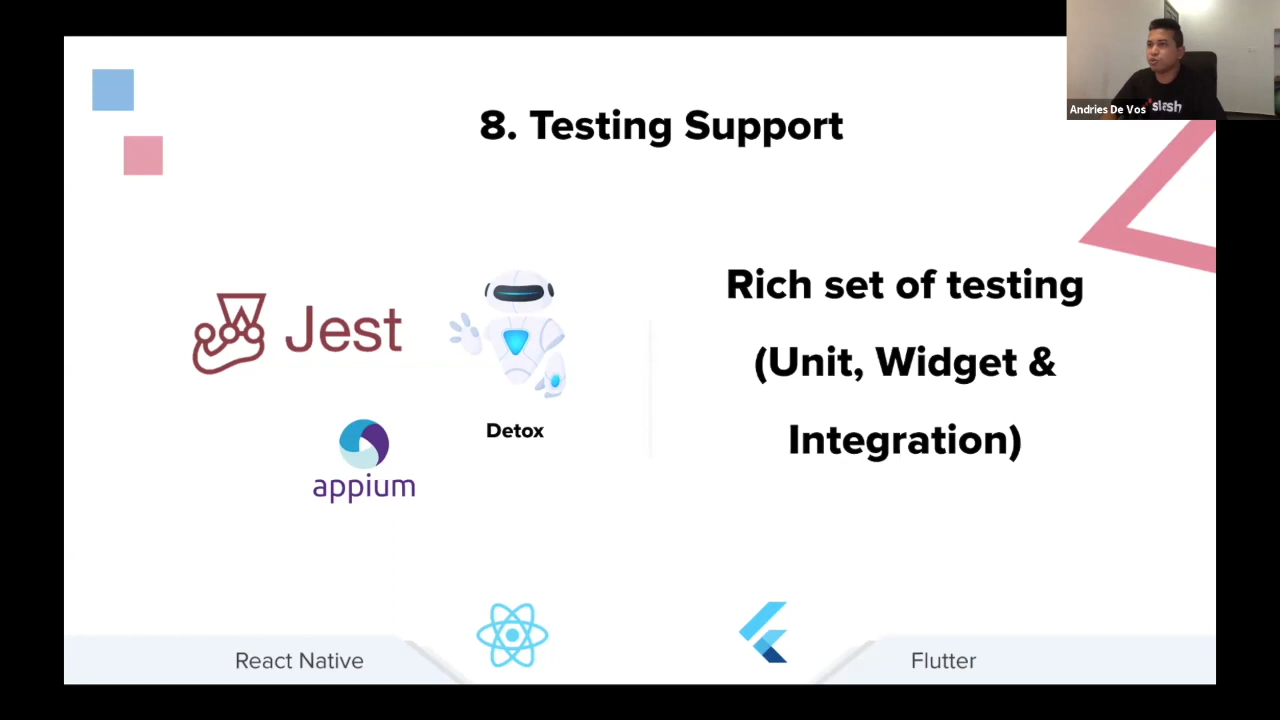 8. Testing Support
Andries De Vos
slash
Jest
Detox
appium
Rich set of testing
(Unit, Widget &
Integration)
React Native
Flutter